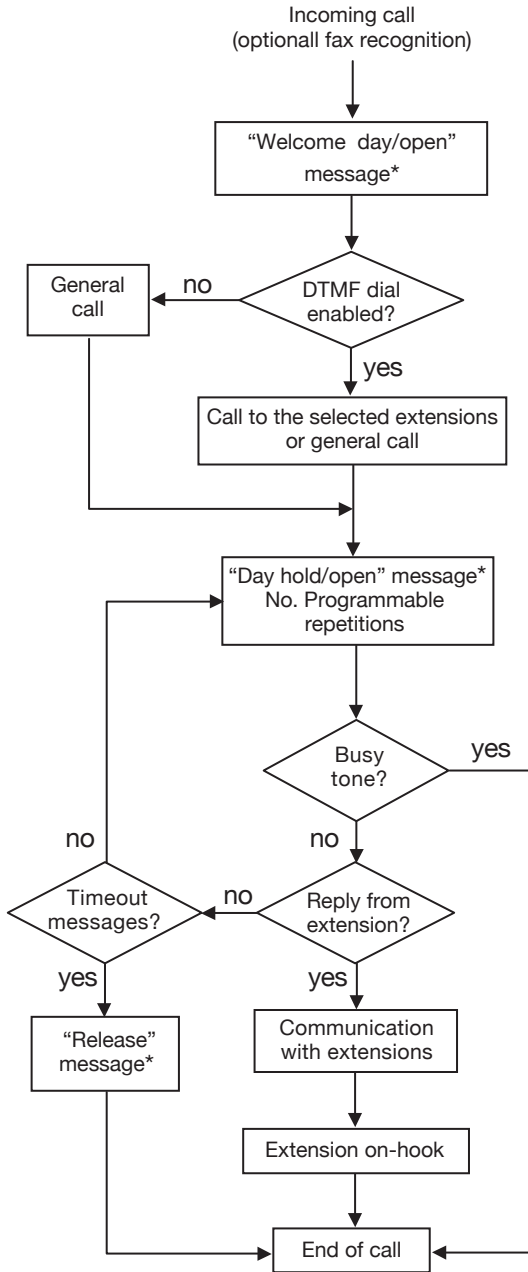 Incoming call
(optionall fax recognition)
“Welcome day/open”
message*
General
call
no
DTMF dial
enabled?
yes
Call to the selected extensions
or general call
“Day hold/open” message*
No. Programmable
repetitions
Busy
tone?
yes
no
no
Timeout
messages?
no
Reply from
extension?
yes
yes
“Release”
message*
Communication
with extensions
Extension on-hook
End of call